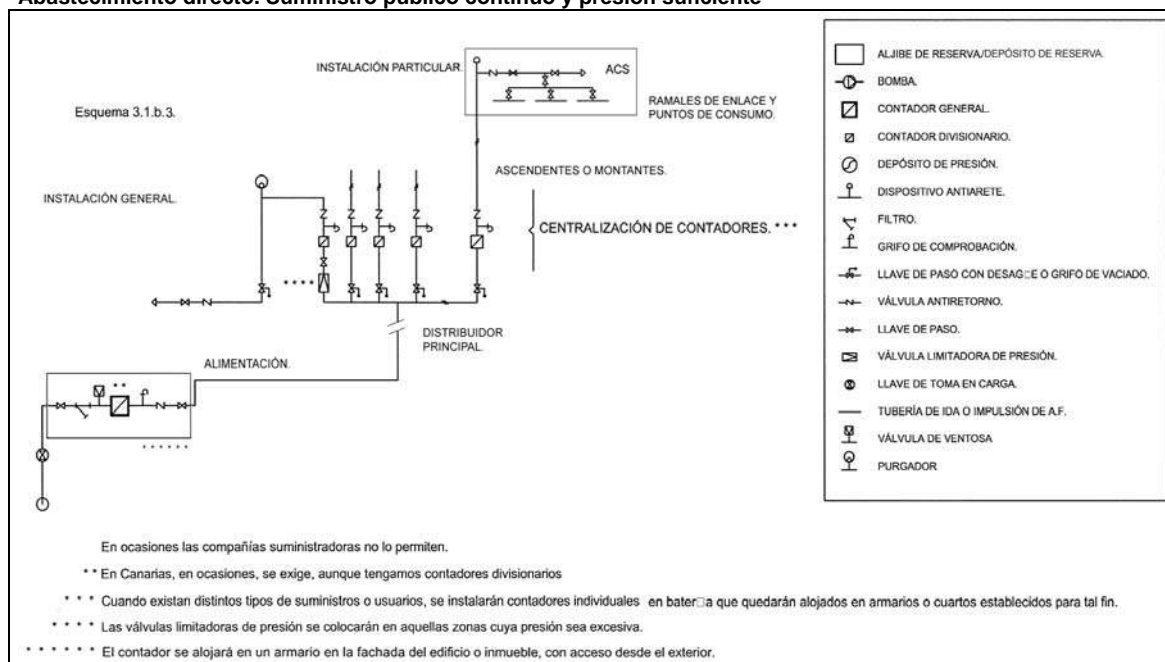 Abastecimiento directo. Suministro público continuo y presión suficiente
INSTALACIÓN PARTICULAR.
ACS
RAMALES DE ENLACE Y
PUNTOS DE CONSUMO.
Esquema 3.1.b.3.
ASCENDENTES O MONTANTES.
INSTALACIÓN GENERAL.
CENTRALIZACIÓN DE CONTADORES. * * *
* * * *
DISTRIBUIDOR
PRINCIPAL.
ALIMENTACIÓN.
* *
* * * * * *
ALJIBE DE RESERVA/DEPÓSITO DE RESERVA.
BOMBA.
CONTADOR GENERAL.
CONTADOR DIVISIONARIO.
DEPÓSITO DE PRESIÓN.
DISPOSITIVO ANTIARETE.
FILTRO.
GRIFO DE COMPROBACIÓN.
LLAVE DE PASO CON DESAG□E O GRIFO DE VACIADO.
VÁLVULA ANTIRETORNO.
LLAVE DE PASO.
VÁLVULA LIMITADORA DE PRESIÓN.
LLAVE DE TOMA EN CARGA.
TUBERÍA DE IDA O IMPULSIÓN DE A.F.
VÁLVULA DE VENTOSA
PURGADOR
En ocasiones las compañías suministradoras no lo permiten.
* * En Canarias, en ocasiones, se exige, aunque tengamos contadores divisionarios
* * * Cuando existan distintos tipos de suministros o usuarios, se instalarán contadores individuales en bater□a que quedarán alojados en armarios o cuartos establecidos para tal fin.
* * * * Las válvulas limitadoras de presión se colocarán en aquellas zonas cuya presión sea excesiva.
* * * * * * El contador se alojará en un armario en la fachada del edificio o inmueble, con acceso desde el exterior.